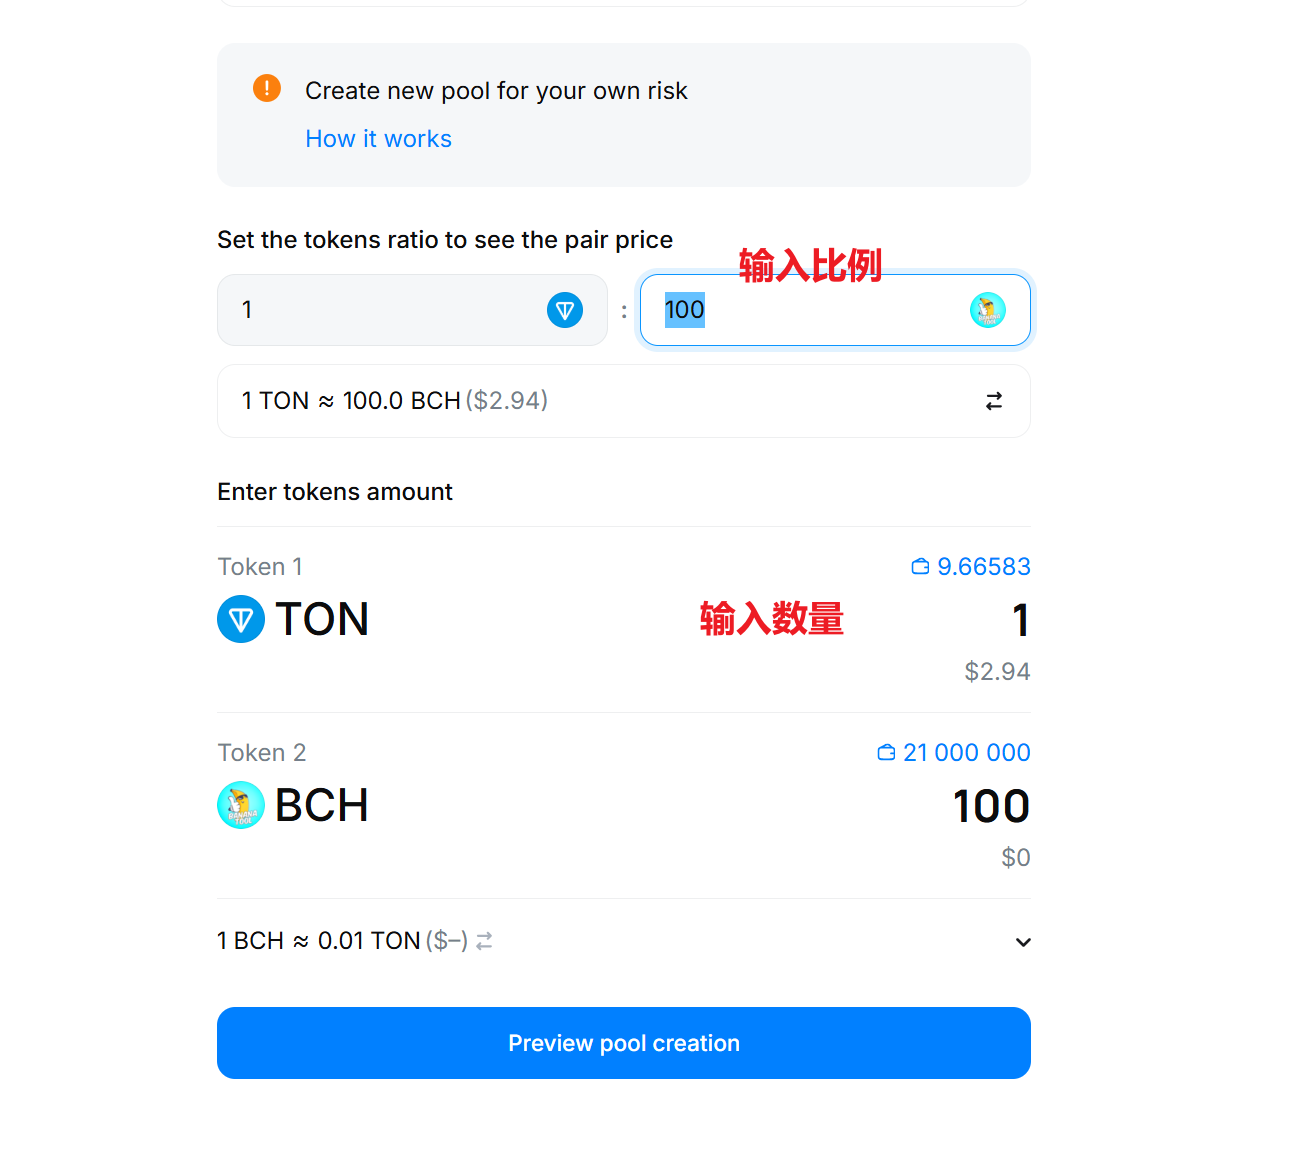 Create new pool for your own risk
How it works
Set the tokens ratio to see the pair price
输入比例
1 : 100
1 TON ≈ 100.0 BCH ($2.94)
Enter tokens amount
Token 1 9.66583
TON 输入数量 1
$2.94
Token 2 21 000 000
BCH 100
BANANA
TOOL
$0
1 BCH ≈ 0.01 TON ($–)
Preview pool creation